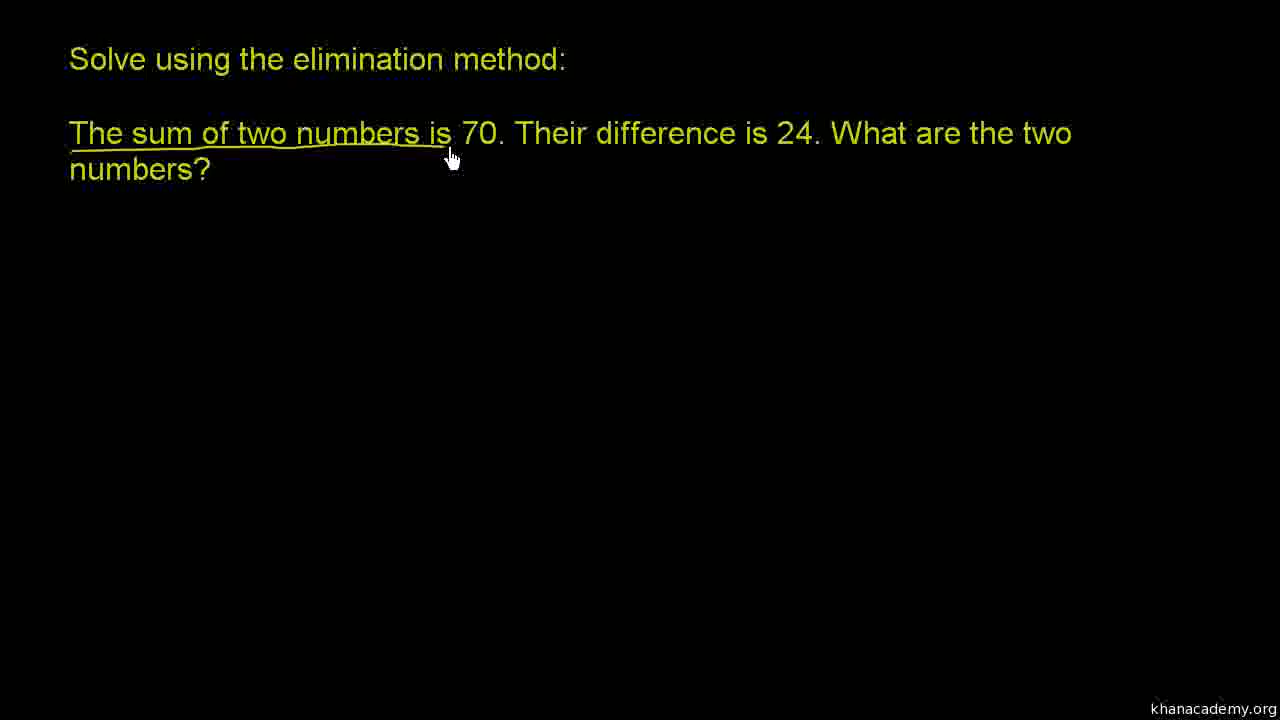 Solve using the elimination method:
The sum of two numbers is 70. Their difference is 24. What are the two
numbers?
khanacademy.org